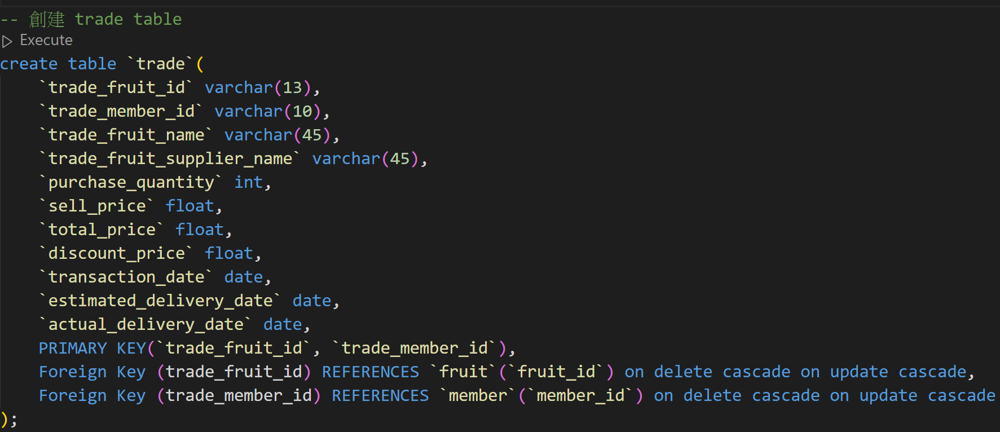 -- 創建 trade table
Execute
create table `trade`(
`trade_fruit_id` varchar(13),
`trade_member_id` varchar(10),
`trade_fruit_name` varchar(45),
`trade_fruit_supplier_name` varchar(45),
`purchase_quantity` int,
`sell_price` float,
`total_price` float,
`discount_price` float,
`transaction_date` date,
`estimated_delivery_date` date,
`actual_delivery_date` date,
PRIMARY KEY(`trade_fruit_id`, `trade_member_id`),
Foreign Key (trade_fruit_id) REFERENCES `fruit`(`fruit_id`) on delete cascade on update cascade,
Foreign Key (trade_member_id) REFERENCES `member`(`member_id`) on delete cascade on update cascade
);